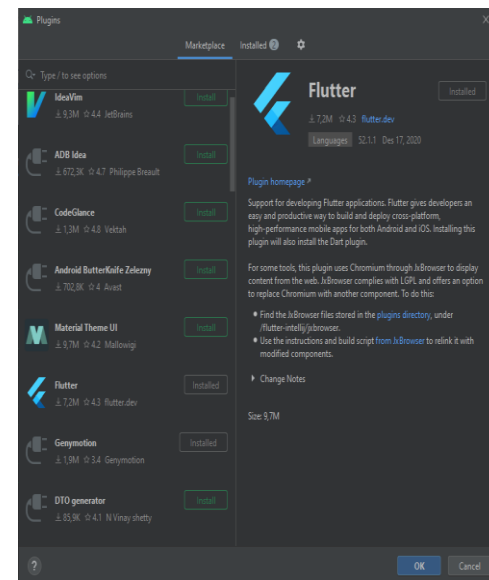 Plugins
X
Marketplace
Installed 2
Type / to see options
IdeaVim
9,3M 4.4 JetBrains
Install
ADB Idea
672,3K 4.7 Philippe Breault
Install
CodeGlance
1,3M 4.8 Vektah
Install
Android ButterKnife Zelezny
702,8K 4 Avast
Install
Material Theme UI
9,7M 4.2 Mallowigi
Install
Flutter
7,2M 4.3 flutter.dev
Installed
Genymotion
1,9M 3.4 Genymotion
Installed
DTO generator
85,9K 4.1 N Vinay shetty
Install
Flutter
Installed
7,2M 4.3 flutter.dev
Languages 52.1.1 Des 17, 2020
Plugin homepage
Support for developing Flutter applications. Flutter gives developers an
easy and productive way to build and deploy cross-platform,
high-performance mobile apps for both Android and iOS. Installing this
plugin will also install the Dart plugin.
For some tools, this plugin uses Chromium through JxBrowser to display
content from the web. JxBrowser complies with LGPL and offers an option
to replace Chromium with another component. To do this:
• Find the JxBrowser files stored in the plugins directory, under
/flutter-intellij/jxbrowser.
• Use the instructions and build script from JxBrowser to relink it with
modified components.
Change Notes
Size: 9,7M
?
OK
Cancel